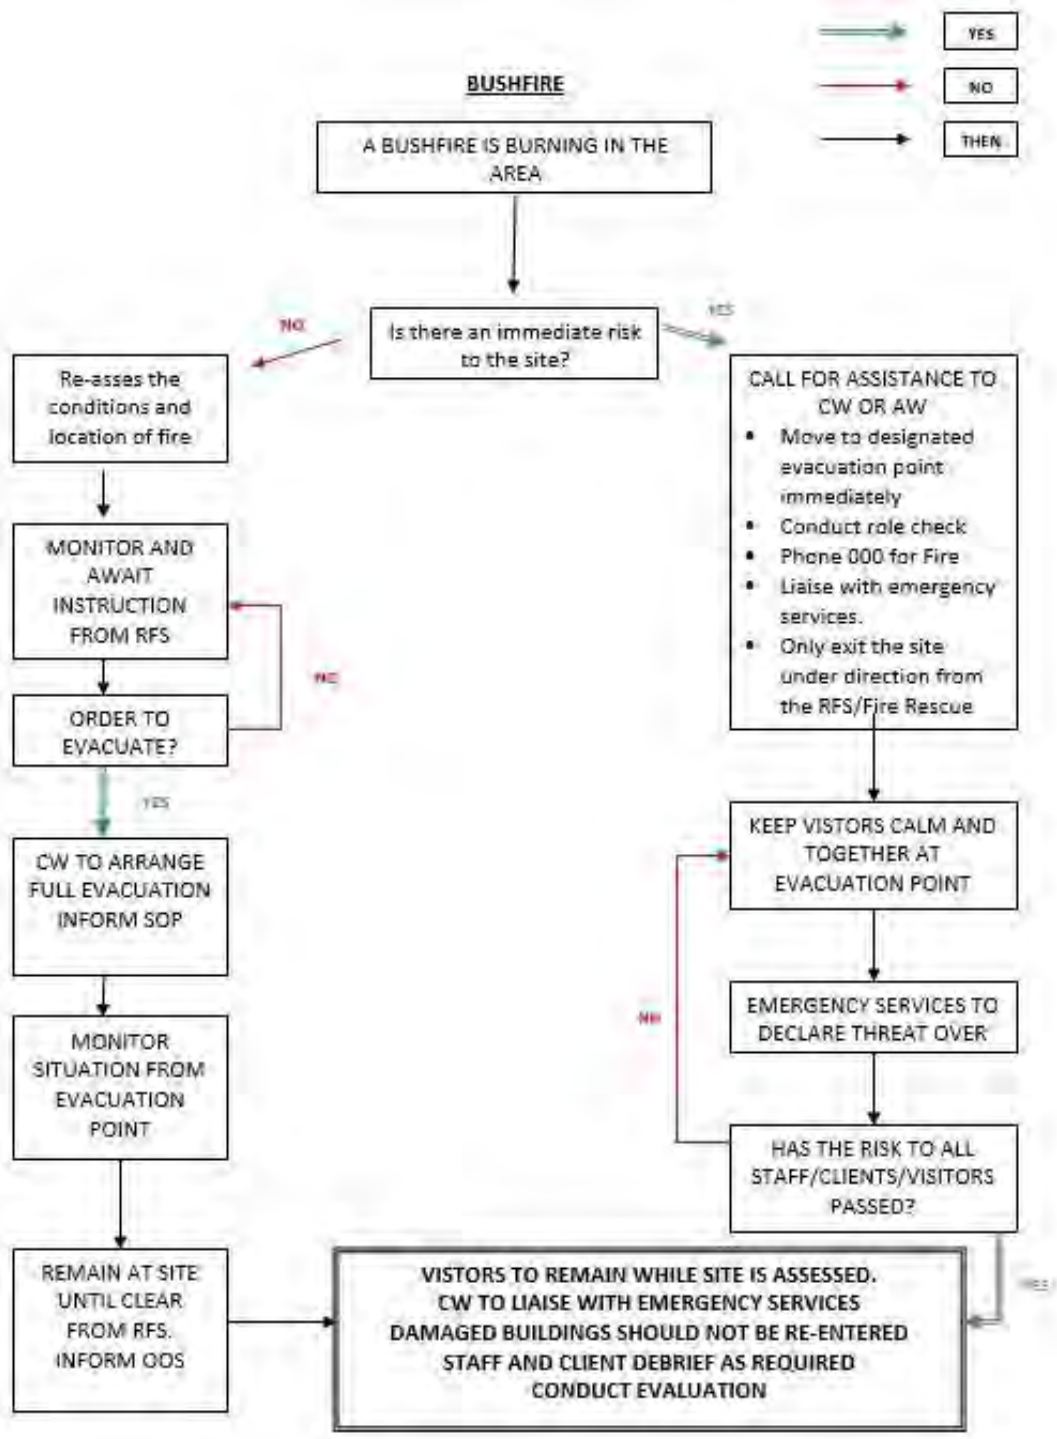 YES
NO
THEN
BUSHFIRE
A BUSHFIRE IS BURNING IN THE
AREA
Is there an immediate risk
to the site?
NO
YES
Re-asses the
conditions and
location of fire
MONITOR AND
AWAIT
INSTRUCTION
FROM RFS
NO
ORDER TO
EVACUATE?
YES
CW TO ARRANGE
FULL EVACUATION
INFORM SOP
MONITOR
SITUATION FROM
EVACUATION
POINT
REMAIN AT SITE
UNTIL CLEAR
FROM RFS.
INFORM OOS
CALL FOR ASSISTANCE TO
CW OR AW
• Move to designated
evacuation point
immediately
• Conduct role check
• Phone 000 for Fire
• Liaise with emergency
services.
• Only exit the site
under direction from
the RFS/Fire Rescue
KEEP VISTORS CALM AND
TOGETHER AT
EVACUATION POINT
EMERGENCY SERVICES TO
DECLARE THREAT OVER
NO
HAS THE RISK TO ALL
STAFF/CLIENTS/VISITORS
PASSED?
YES
VISTORS TO REMAIN WHILE SITE IS ASSESSED.
CW TO LIAISE WITH EMERGENCY SERVICES
DAMAGED BUILDINGS SHOULD NOT BE RE-ENTERED
STAFF AND CLIENT DEBRIEF AS REQUIRED
CONDUCT EVALUATION